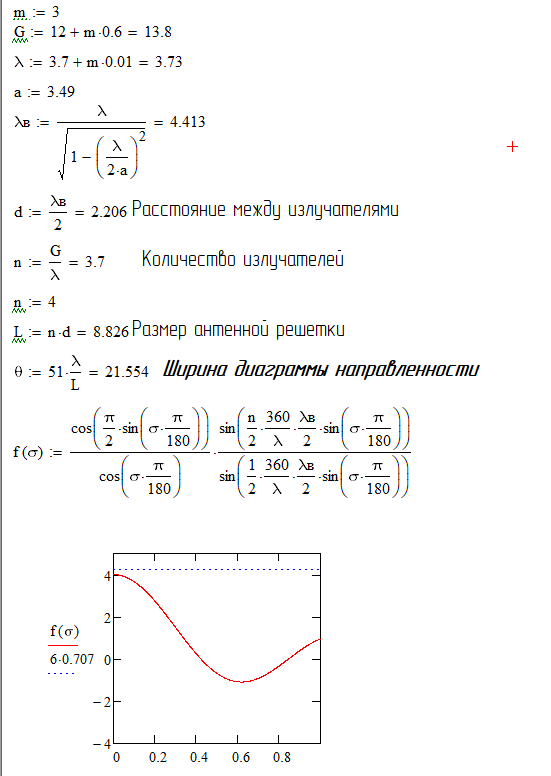 m := 3
G := 12 + m·0.6 = 13.8
λ := 3.7 + m·0.01 = 3.73
a := 3.49
λв := λ / √(1 − (λ / (2·a))²) = 4.413
d := λв / 2 = 2.206 Расстояние между излучателями
n := G / λ = 3.7 Количество излучателей
n := 4
L := n·d = 8.826 Размер антенной решетки
θ := 51·λ / L = 21.554 Ширина диаграммы направленности
f(σ) := cos(π/2·sin(σ·π/180)) / cos(σ·π/180) · sin(n/2·360/λ·λв/2·sin(σ·π/180)) / sin(1/2·360/λ·λв/2·sin(σ·π/180))
4
2
f(σ)
6·0.707 0
−2
−4
0 0.2 0.4 0.6 0.8